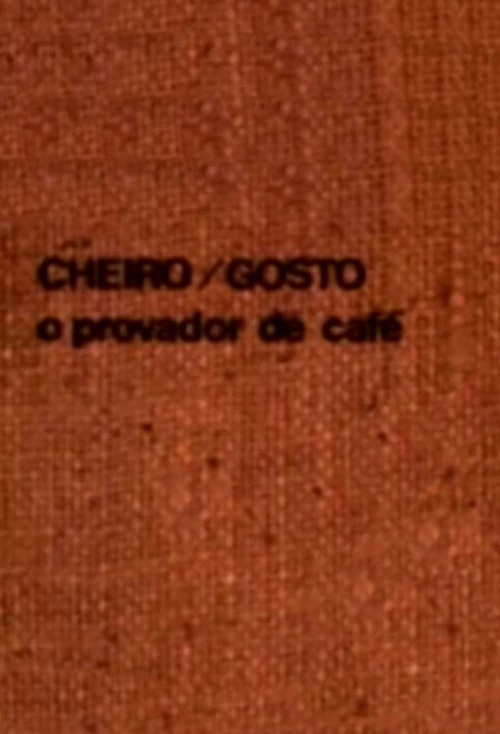 CHEIRO / GOSTO
o provador de café